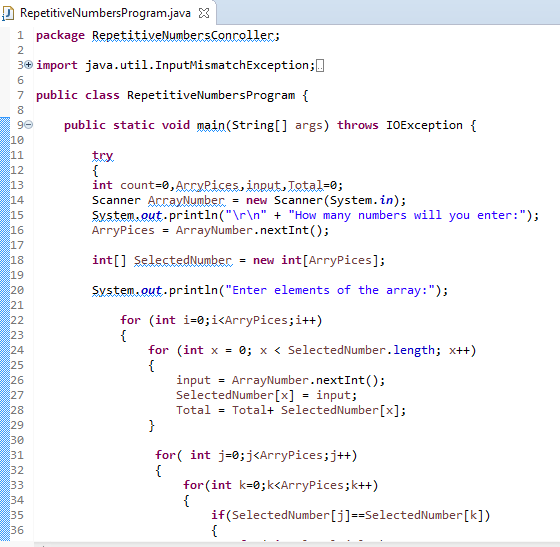 RepetitiveNumbersProgram.java
1 package RepetitiveNumbersConroller;
2
3 import java.util.InputMismatchException;
6
7 public class RepetitiveNumbersProgram {
8
9 public static void main(String[] args) throws IOException {
10
11 try
12 {
13 int count=0,ArryPices,input,Total=0;
14 Scanner ArrayNumber = new Scanner(System.in);
15 System.out.println("\r\n" + "How many numbers will you enter:");
16 ArryPices = ArrayNumber.nextInt();
17
18 int[] SelectedNumber = new int[ArryPices];
19
20 System.out.println("Enter elements of the array:");
21
22 for (int i=0;i<ArryPices;i++)
23 {
24 for (int x = 0; x < SelectedNumber.length; x++)
25 {
26 input = ArrayNumber.nextInt();
27 SelectedNumber[x] = input;
28 Total = Total+ SelectedNumber[x];
29 }
30
31 for( int j=0;j<ArryPices;j++)
32 {
33 for(int k=0;k<ArryPices;k++)
34 {
35 if(SelectedNumber[j]==SelectedNumber[k])
36 {